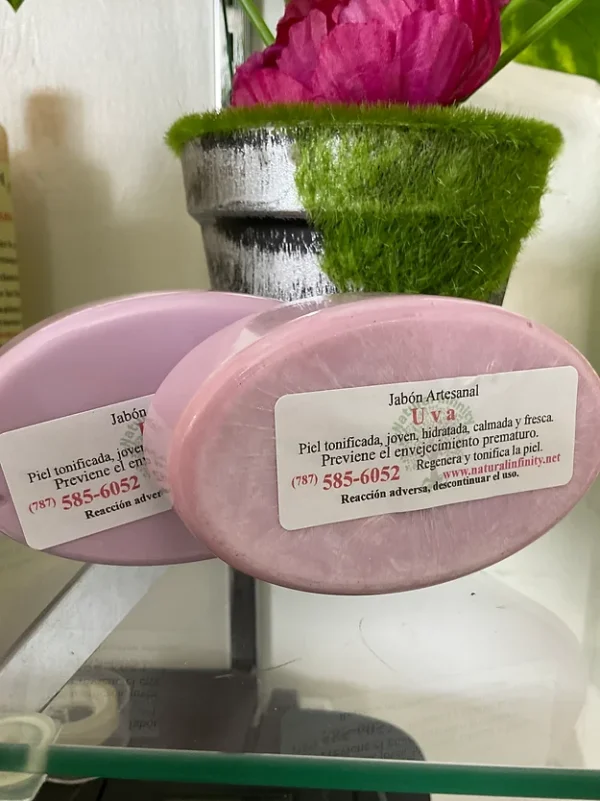 Jabón Artesanal
Uva
Piel tonificada, joven, hidratada, calmada y fresca.
Previene el envejecimiento prematuro.
Regenera y tonifica la piel.
(787) 585-6052
www.naturalinfinity.net
Reacción adversa, descontinuar el uso.
Jabón
Piel tonificada, joven
Previene el en
(787) 585-6052
Reacción adver